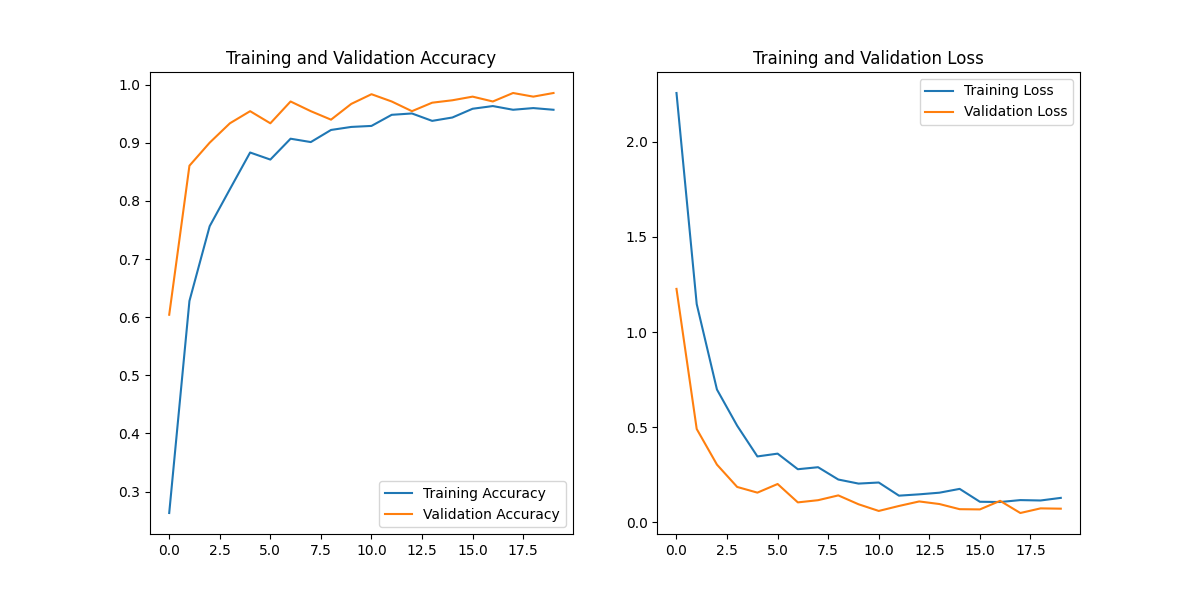 Training and Validation Accuracy
1.0
0.9
0.8
0.7
0.6
0.5
0.4
0.3
Training Accuracy
Validation Accuracy
0.0 2.5 5.0 7.5 10.0 12.5 15.0 17.5
Training and Validation Loss
Training Loss
Validation Loss
2.0
1.5
1.0
0.5
0.0
0.0 2.5 5.0 7.5 10.0 12.5 15.0 17.5